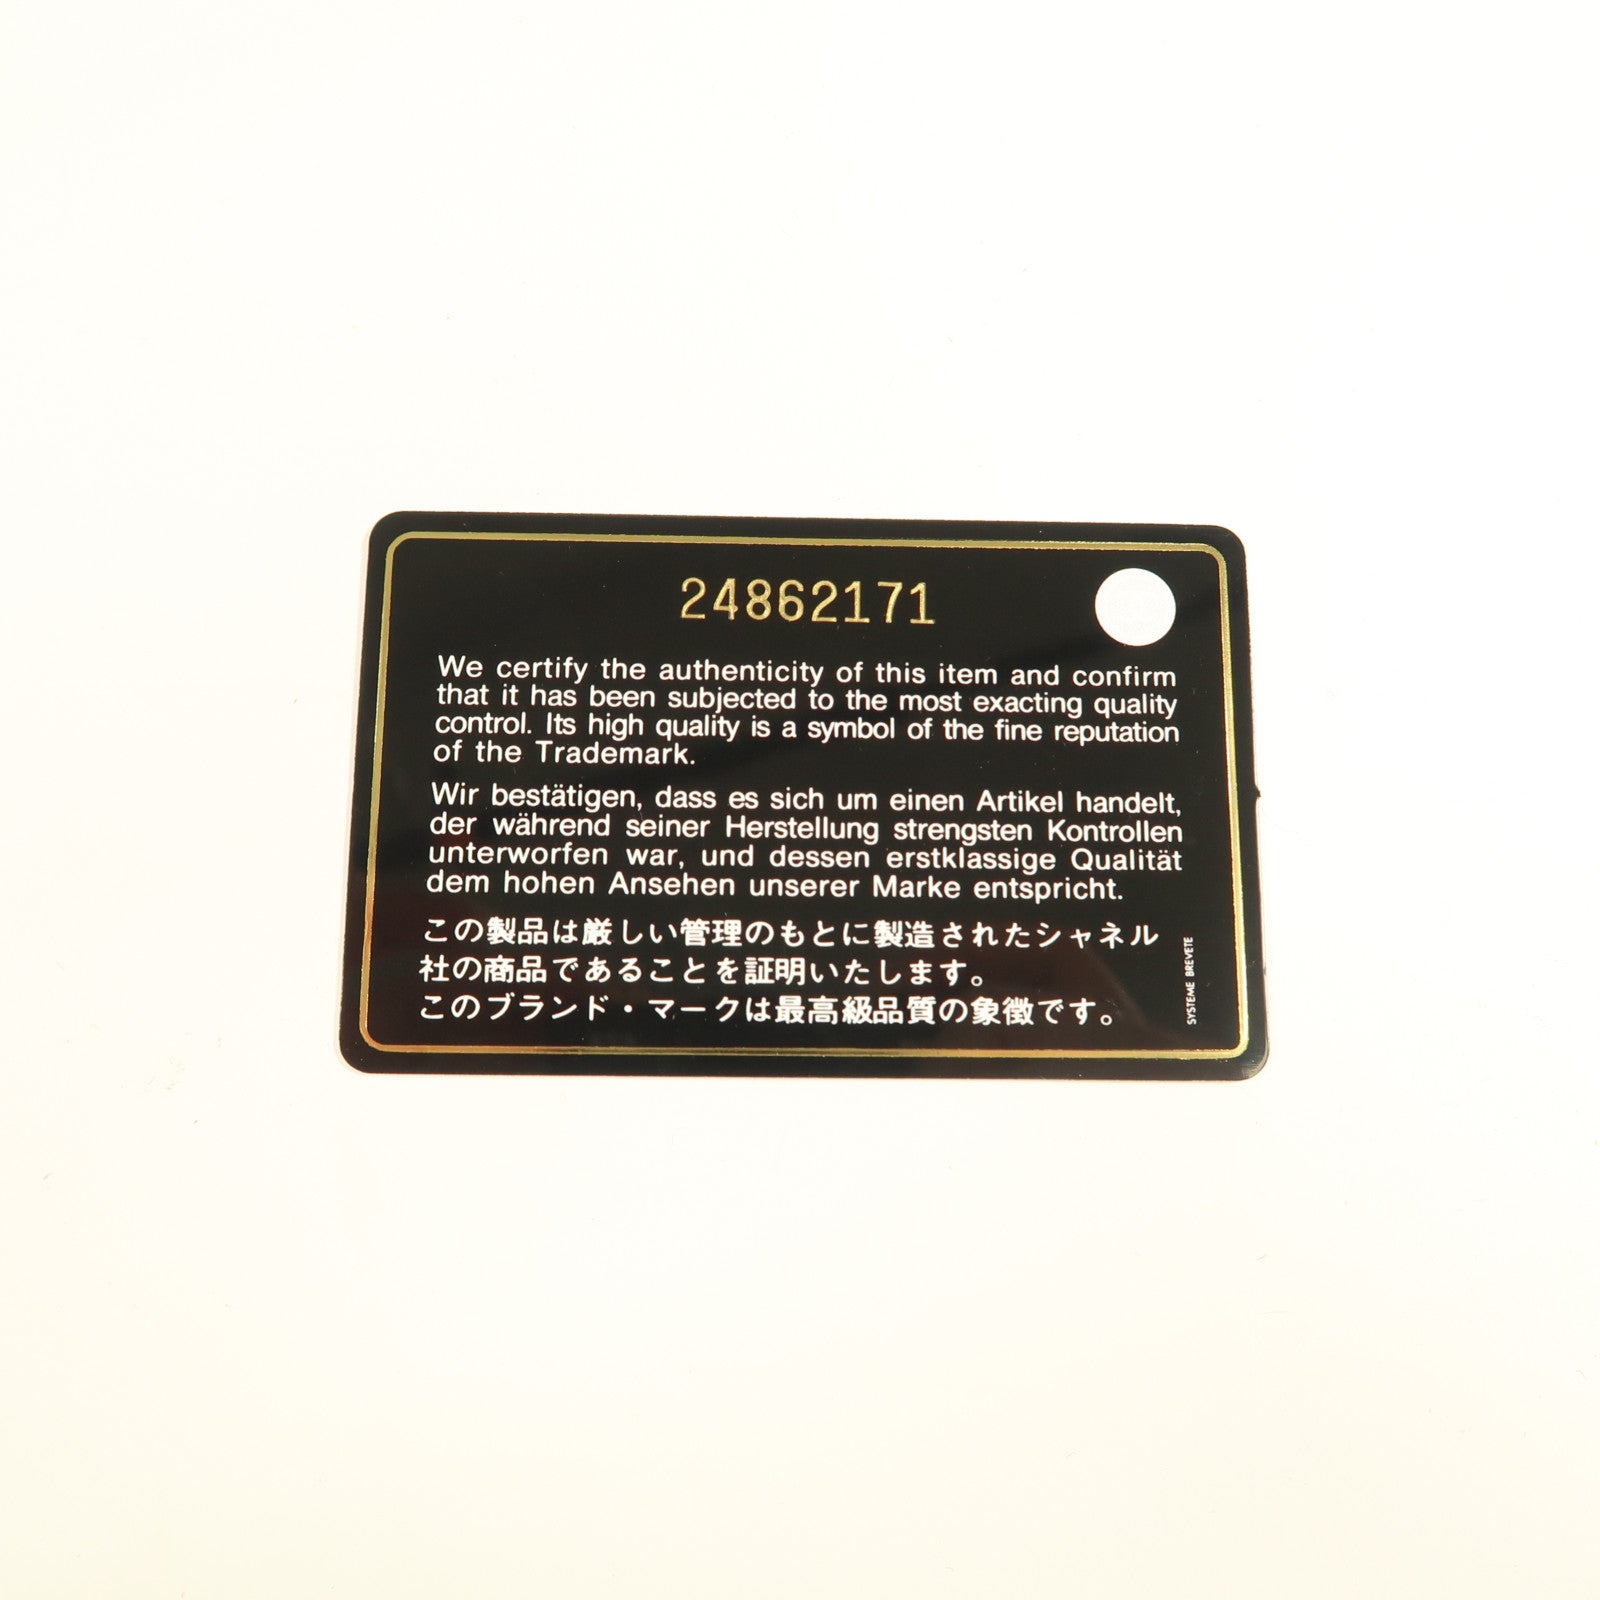 24862171
We certify the authenticity of this item and confirm
that it has been subjected to the most exacting quality
control. Its high quality is a symbol of the fine reputation
of the Trademark.
Wir bestätigen, dass es sich um einen Artikel handelt,
der während seiner Herstellung strengsten Kontrollen
unterworfen war, und dessen erstklassige Qualität
dem hohen Ansehen unserer Marke entspricht.
この製品は厳しい管理のもとに製造されたシャネル
社の商品であることを証明いたします。
このブランド・マークは最高級品質の象徴です。
SYSTEME BREVETE